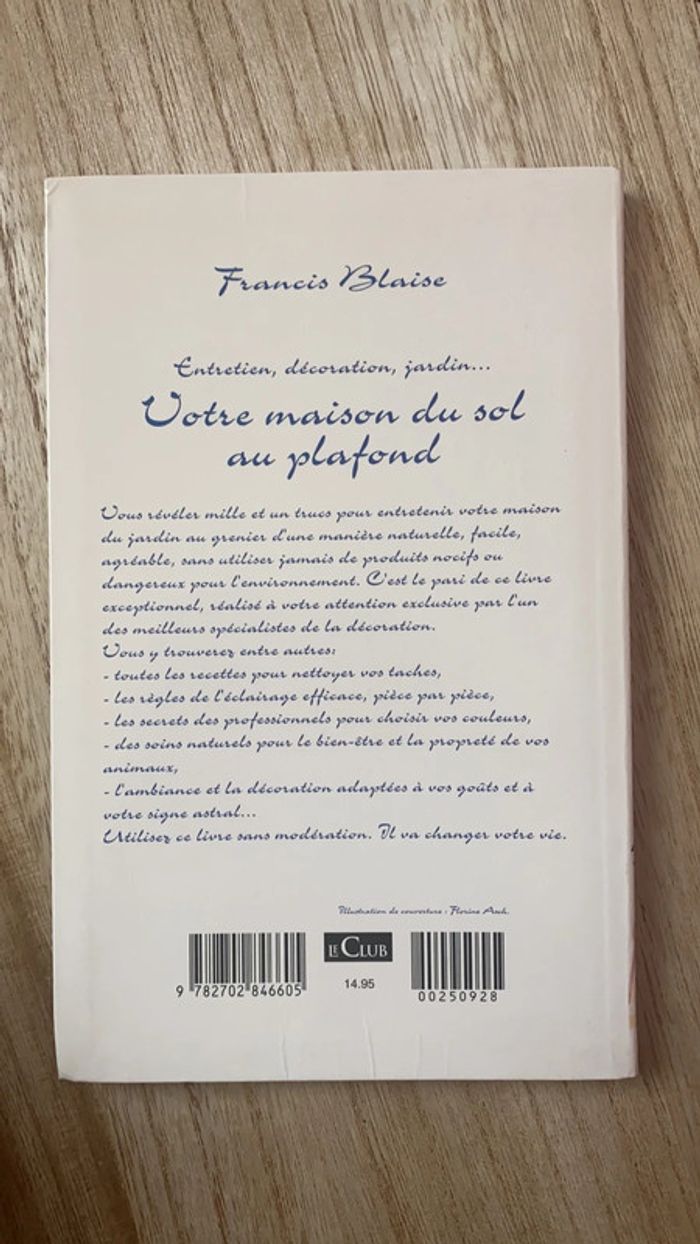 Francis Blaise
Entretien, décoration, jardin...
Votre maison du sol
au plafond
Vous révéler mille et un trucs pour entretenir votre maison
du jardin au grenier d'une manière naturelle, facile,
agréable, sans utiliser jamais de produits nocifs ou
dangereux pour l'environnement. C'est le pari de ce livre
exceptionnel, réalisé à votre attention exclusive par l'un
des meilleurs spécialistes de la décoration.
Vous y trouverez entre autres:
- toutes les recettes pour nettoyer vos taches,
- les règles de l'éclairage efficace, pièce par pièce,
- les secrets des professionnels pour choisir vos couleurs,
- des soins naturels pour le bien-être et la propreté de vos
animaux,
- l'ambiance et la décoration adaptées à vos goûts et à
votre signe astral...
Utilisez ce livre sans modération. Il va changer votre vie.
Illustration de couverture : Florine Asch.
LE CLUB
14.95
9 782702 846605
00250928